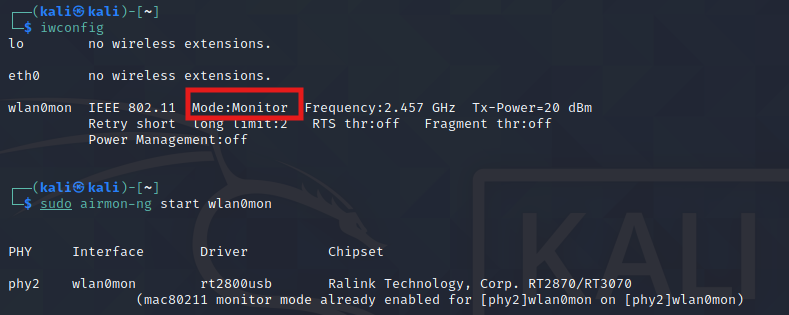 ┌──(kali㉿kali)-[~]
└─$ iwconfig
lo        no wireless extensions.
eth0      no wireless extensions.
wlan0mon  IEEE 802.11  Mode:Monitor  Frequency:2.457 GHz  Tx-Power=20 dBm
          Retry short  long limit:2   RTS thr:off   Fragment thr:off
          Power Management:off
┌──(kali㉿kali)-[~]
└─$ sudo airmon-ng start wlan0mon
PHY     Interface       Driver          Chipset
phy2    wlan0mon        rt2800usb       Ralink Technology, Corp. RT2870/RT3070
                (mac80211 monitor mode already enabled for [phy2]wlan0mon on [phy2]wlan0mon)
KALI